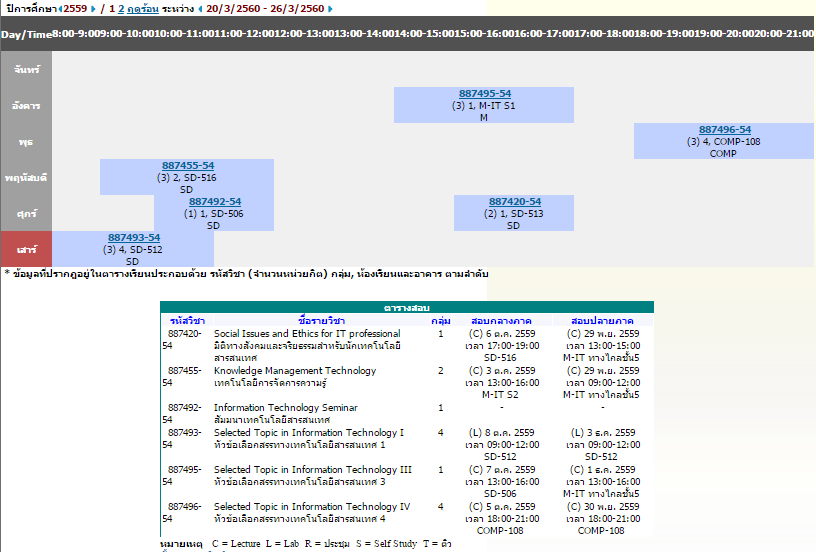 ปีการศึกษา 2559 / 1 2 ฤดูร้อน ระหว่าง 20/3/2560 - 26/3/2560
Day/Time 8:00-9:00 9:00-10:00 10:00-11:00 11:00-12:00 12:00-13:00 13:00-14:00 14:00-15:00 15:00-16:00 16:00-17:00 17:00-18:00 18:00-19:00 19:00-20:00 20:00-21:00
จันทร์
อังคาร
887495-54
(3) 1, M-IT S1
M
พุธ
887496-54
(3) 4, COMP-108
COMP
พฤหัสบดี
887455-54
(3) 2, SD-516
SD
ศุกร์
887492-54
(1) 1, SD-506
SD
887420-54
(2) 1, SD-513
SD
เสาร์
887493-54
(3) 4, SD-512
SD
* ข้อมูลที่ปรากฎอยู่ในตารางเรียนประกอบด้วย รหัสวิชา (จำนวนหน่วยกิต) กลุ่ม, ห้องเรียนและอาคาร ตามลำดับ
ตารางสอบ
รหัสวิชา ชื่อรายวิชา กลุ่ม สอบกลางภาค สอบปลายภาค
887420- Social Issues and Ethics for IT professional 1 (C) 6 ต.ค. 2559 (C) 29 พ.ย. 2559
54 มิติทางสังคมและจริยธรรมสำหรับนักเทคโนโลยี เวลา 17:00-19:00 เวลา 13:00-15:00
สารสนเทศ SD-516 M-IT ทางไกลชั้น5
887455- Knowledge Management Technology 2 (C) 3 ต.ค. 2559 (C) 29 พ.ย. 2559
54 เทคโนโลยีการจัดการความรู้ เวลา 13:00-16:00 เวลา 09:00-12:00
M-IT S2 M-IT ทางไกลชั้น5
887492- Information Technology Seminar 1 - -
54 สัมมนาเทคโนโลยีสารสนเทศ
887493- Selected Topic in Information Technology I 4 (L) 8 ต.ค. 2559 (L) 3 ธ.ค. 2559
54 หัวข้อเลือกสรรทางเทคโนโลยีสารสนเทศ 1 เวลา 09:00-12:00 เวลา 09:00-12:00
SD-512 SD-512
887495- Selected Topic in Information Technology III 1 (C) 7 ต.ค. 2559 (C) 1 ธ.ค. 2559
54 หัวข้อเลือกสรรทางเทคโนโลยีสารสนเทศ 3 เวลา 13:00-16:00 เวลา 13:00-16:00
SD-506 M-IT ทางไกลชั้น5
887496- Selected Topic in Information Technology IV 4 (C) 5 ต.ค. 2559 (C) 30 พ.ย. 2559
54 หัวข้อเลือกสรรทางเทคโนโลยีสารสนเทศ 4 เวลา 18:00-21:00 เวลา 18:00-21:00
COMP-108 COMP-108
หมายเหตุ C = Lecture L = Lab R = ประชุม S = Self Study T = ติว